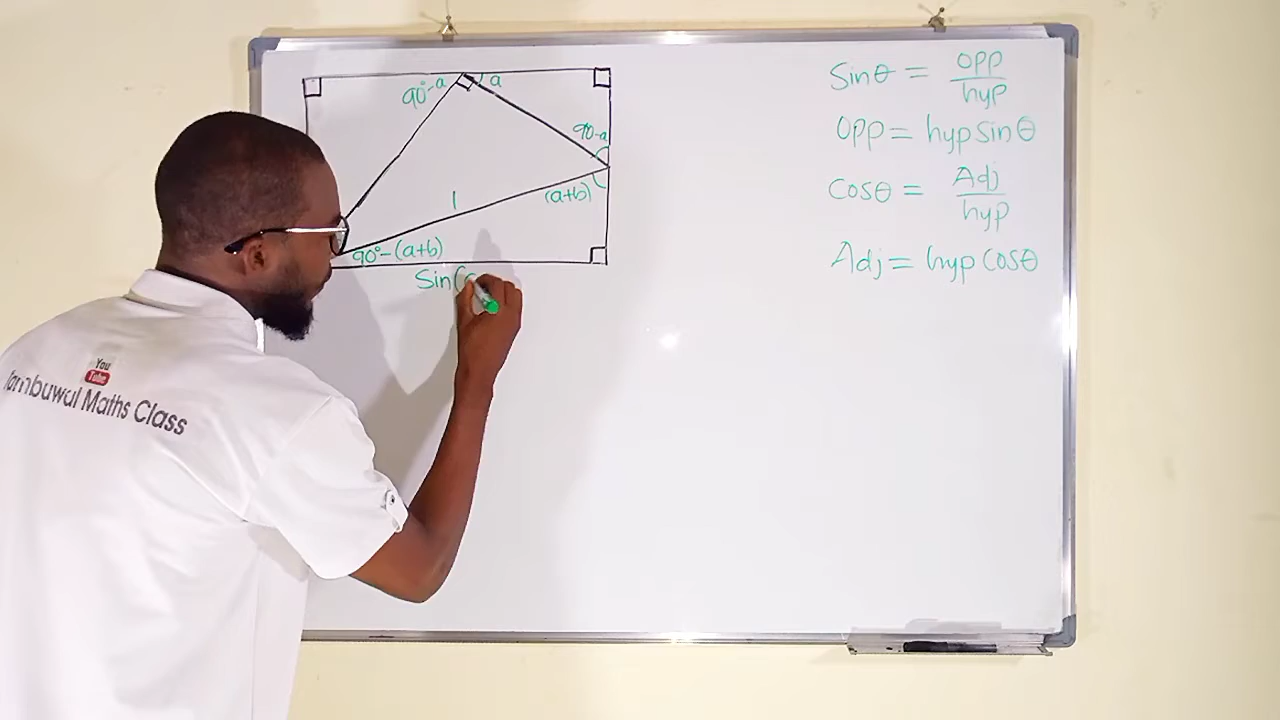 90°-a
a
90-a
1
(a+b)
90°-(a+b)
Sin(
Sinθ = opp/hyp
opp = hyp sinθ
Cosθ = Adj/hyp
Adj = hyp cosθ
You
Tube
Tambuwal Maths Class